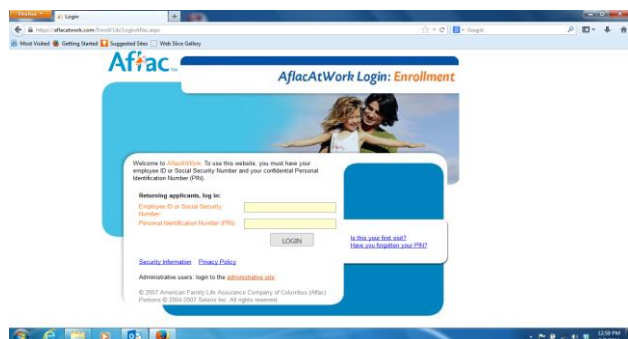 Firefox
Login
https://aflacatwork.com/Enroll/Ltk/LoginAflac.aspx
Google
Most Visited Getting Started Suggested Sites Web Slice Gallery
Aflac
AflacAtWork Login: Enrollment
Welcome to AflacAtWork. To use this website, you must have your
employee ID or Social Security Number and your confidential Personal
Identification Number (PIN).
Returning applicants, log in:
Employee ID or Social Security
Number
Personal Identification Number (PIN)
LOGIN
Is this your first visit?
Have you forgotten your PIN?
Security Information Privacy Policy
Administrative users: login to the administrative site.
© 2007 American Family Life Assurance Company of Columbus (Aflac)
Portions © 2004-2007 Selerix Inc. All rights reserved.
12:59 PM